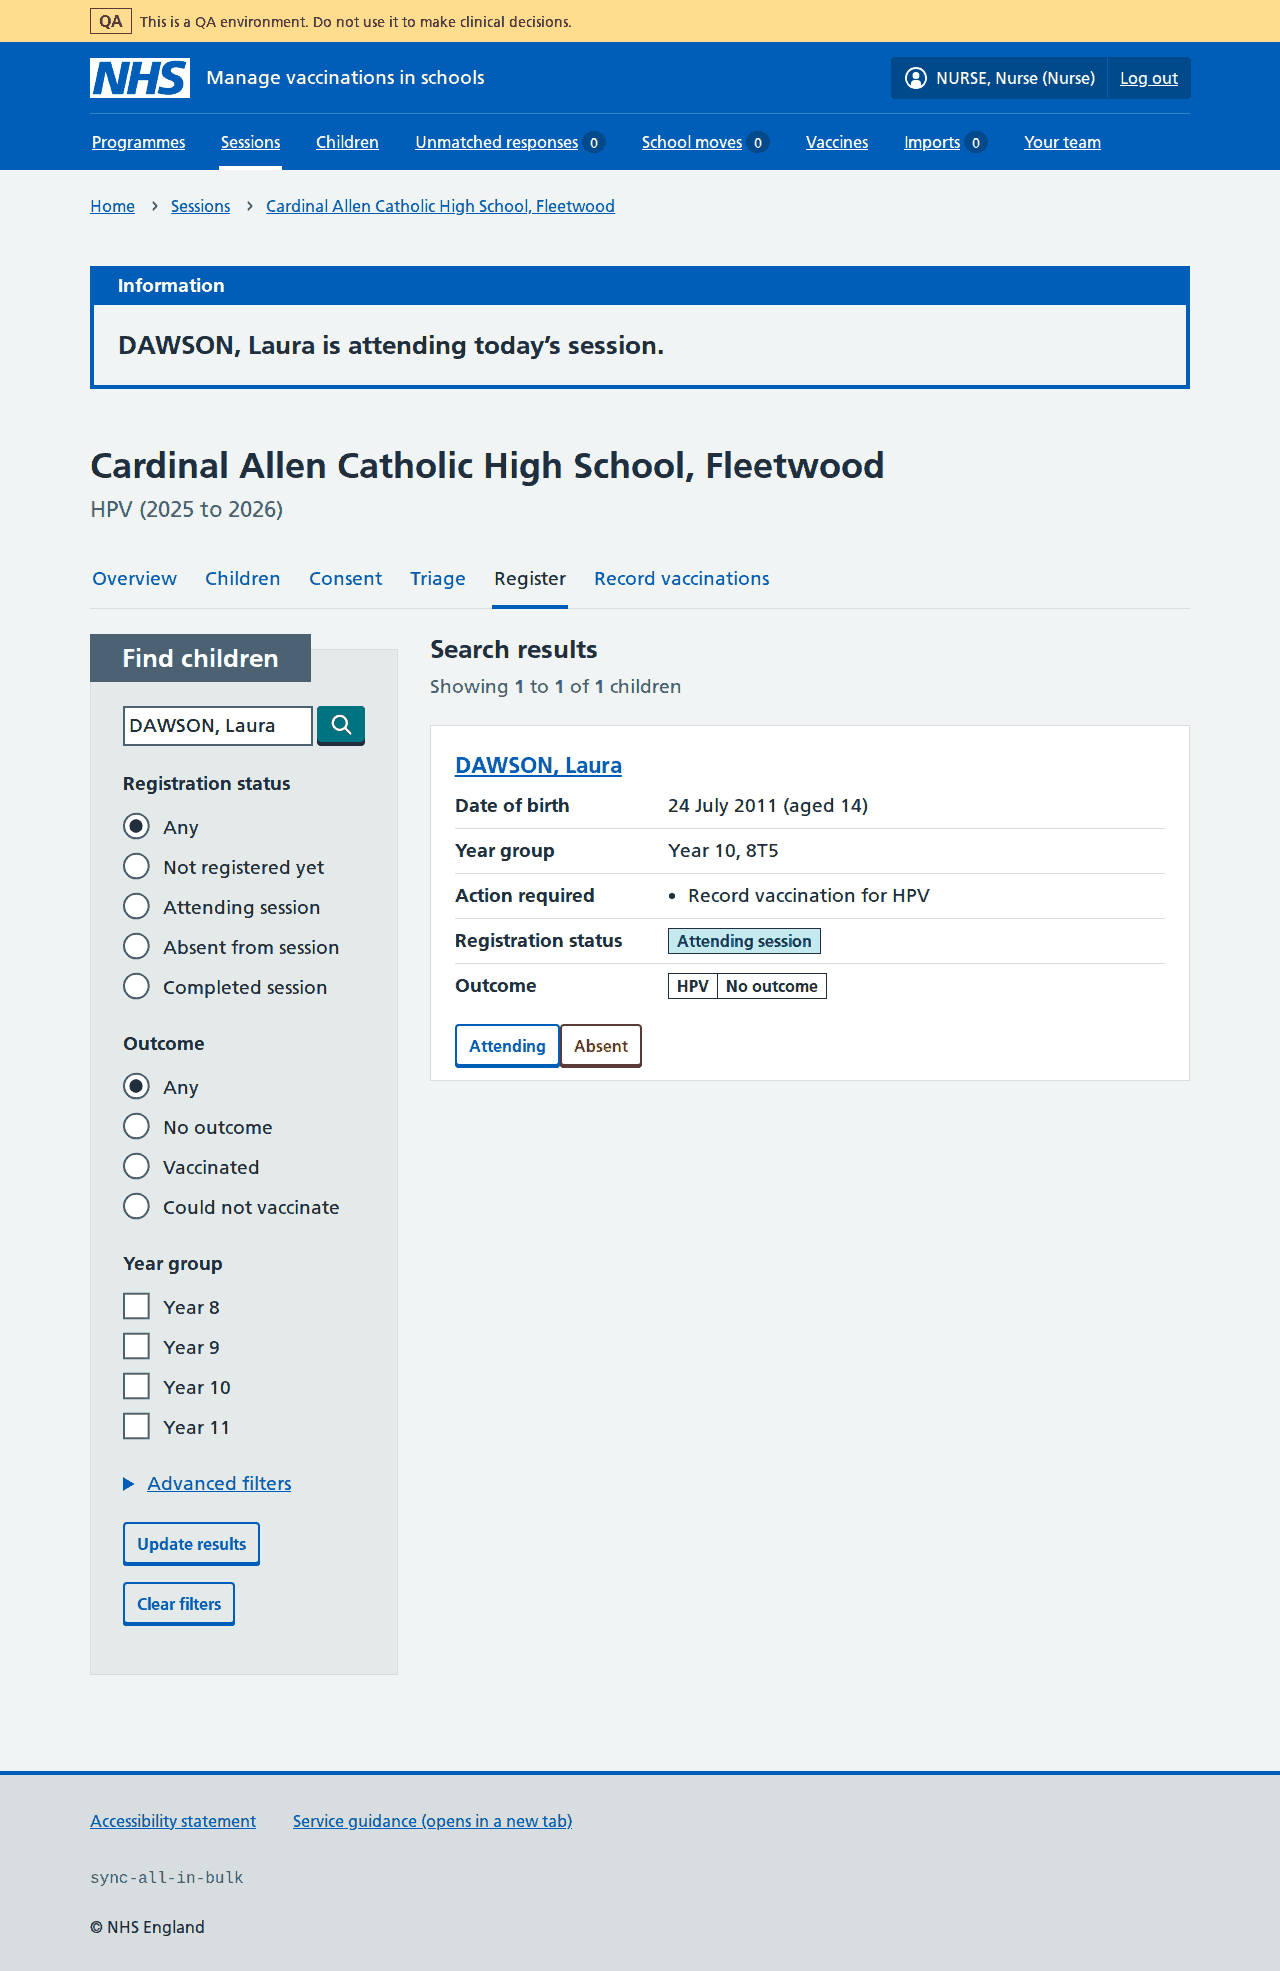 QA This is a QA environment. Do not use it to make clinical decisions.
NHS Manage vaccinations in schools NURSE, Nurse (Nurse) Log out
Programmes Sessions Children Unmatched responses 0 School moves 0 Vaccines Imports 0 Your team
Home Sessions Cardinal Allen Catholic High School, Fleetwood
Information
DAWSON, Laura is attending today’s session.
Cardinal Allen Catholic High School, Fleetwood
HPV (2025 to 2026)
Overview Children Consent Triage Register Record vaccinations
Find children
DAWSON, Laura
Registration status
Any
Not registered yet
Attending session
Absent from session
Completed session
Outcome
Any
No outcome
Vaccinated
Could not vaccinate
Year group
Year 8
Year 9
Year 10
Year 11
Advanced filters
Update results
Clear filters
Search results
Showing 1 to 1 of 1 children
DAWSON, Laura
Date of birth 24 July 2011 (aged 14)
Year group Year 10, 8T5
Action required • Record vaccination for HPV
Registration status Attending session
Outcome HPV No outcome
Attending Absent
Accessibility statement Service guidance (opens in a new tab)
sync-all-in-bulk
© NHS England